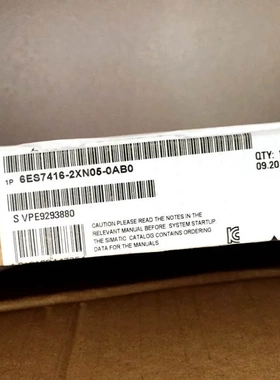 1P 6ES7416-2XN05-0AB0
QTY:
09.20
S VPE9293880
CAUTION PLEASE READ THE NOTES IN THE
RELEVANT MANUAL BEFORE SYSTEM STARTUP
THE SIMATIC CATALOG CONTAINS ORDERING
DATA FOR THE MANUALS